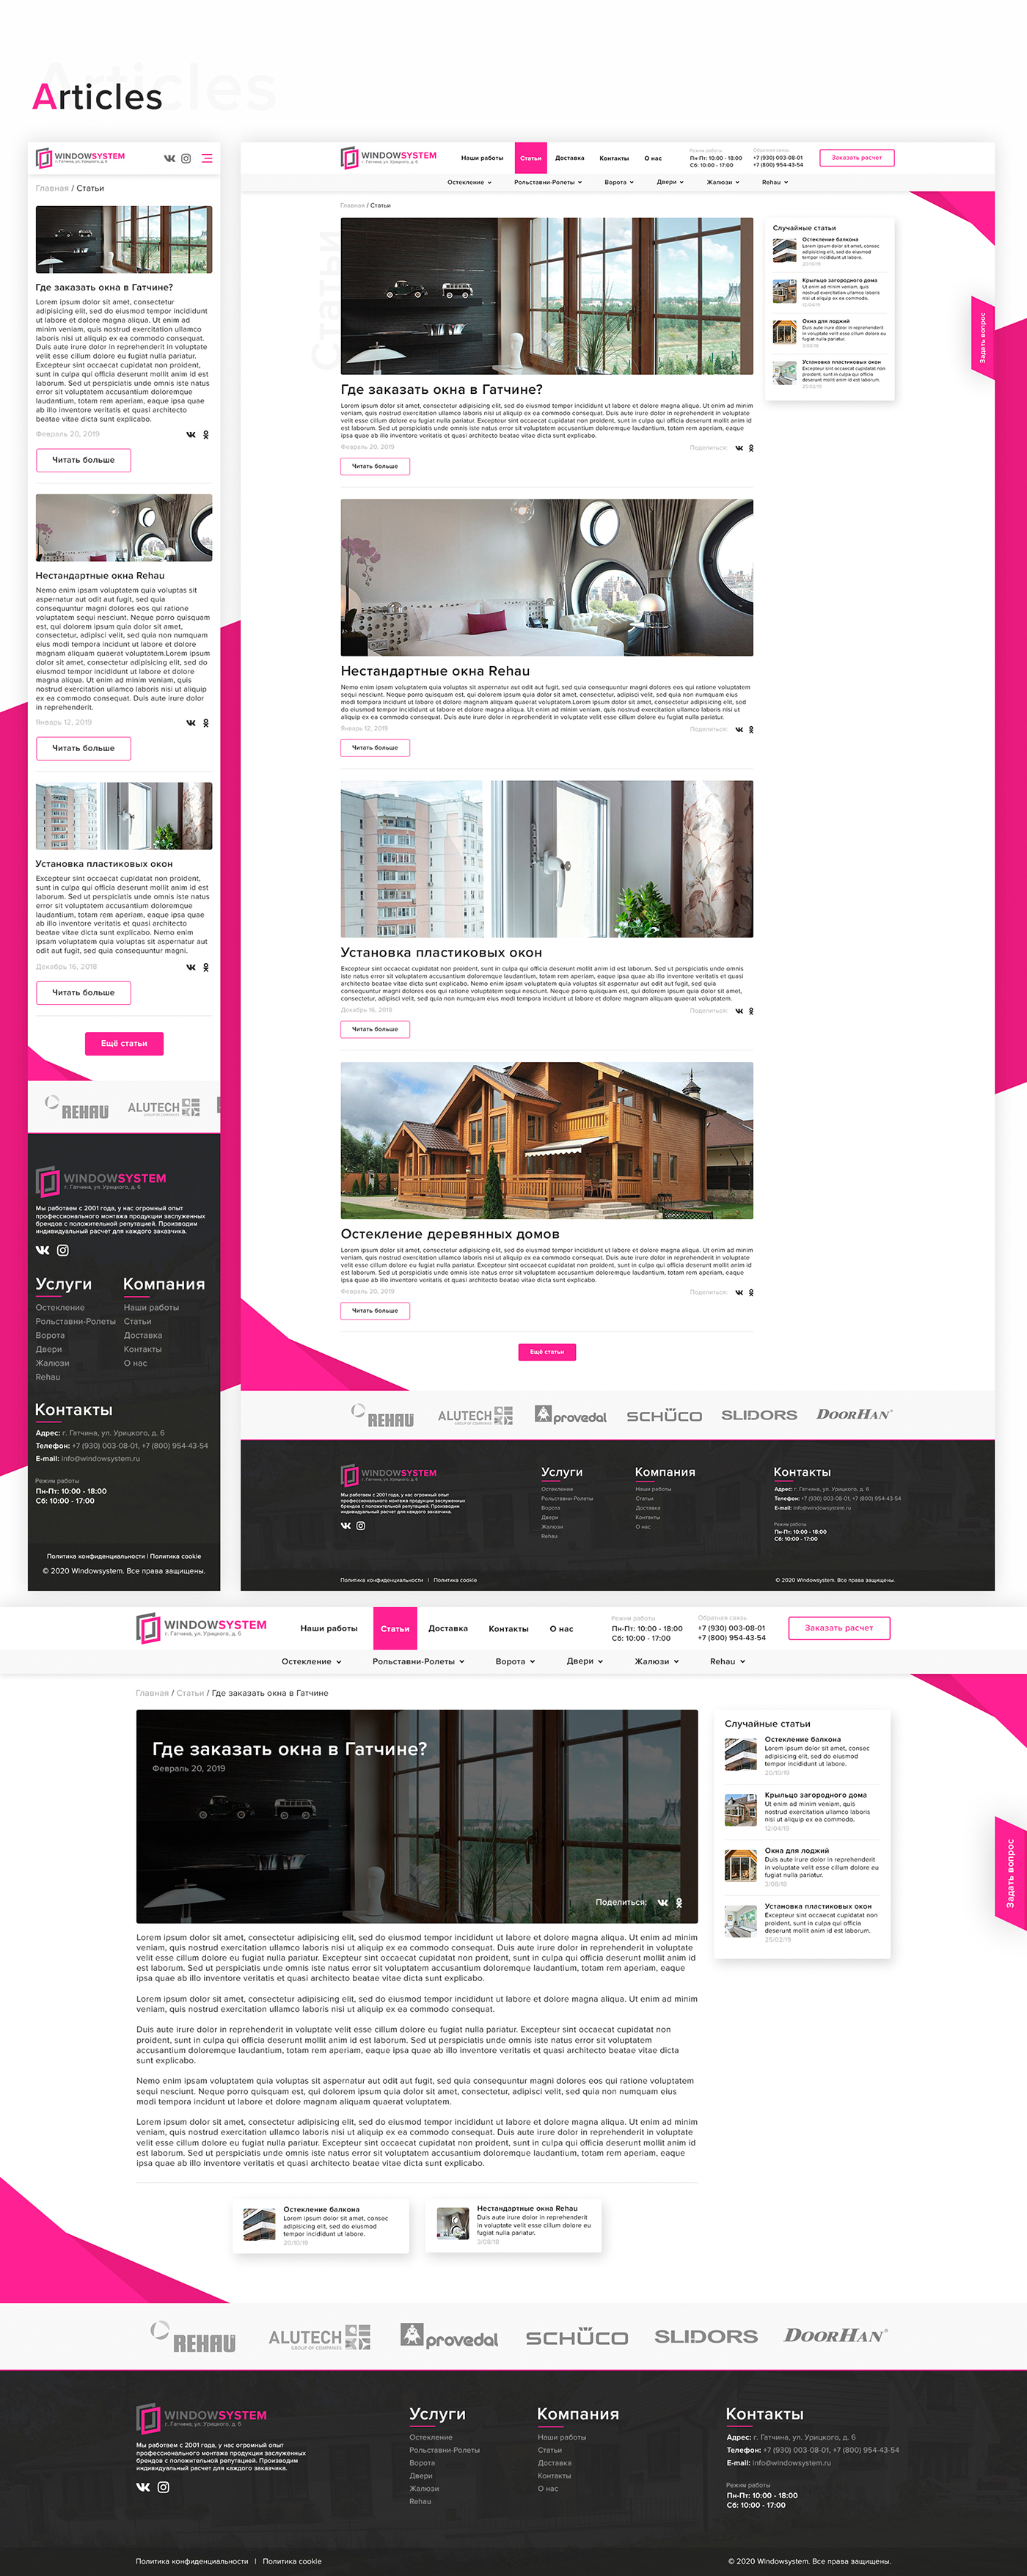 Articles
Articles
WINDOWSYSTEM
г. Гатчина, ул. Урицкого, д. 6
Главная / Статьи
Где заказать окна в Гатчине?
Lorem ipsum dolor sit amet, consectetur
adipisicing elit, sed do eiusmod tempor incididunt
ut labore et dolore magna aliqua. Ut enim ad
minim veniam, quis nostrud exercitation ullamco
laboris nisi ut aliquip ex ea commodo consequat.
Duis aute irure dolor in reprehenderit in voluptate
velit esse cillum dolore eu fugiat nulla pariatur.
Excepteur sint occaecat cupidatat non proident,
sunt in culpa qui officia deserunt mollit anim id est
laborum. Sed ut perspiciatis unde omnis iste natus
error sit voluptatem accusantium doloremque
laudantium, totam rem aperiam, eaque ipsa quae
ab illo inventore veritatis et quasi architecto
beatae vitae dicta sunt explicabo.
Февраль 20, 2019
Читать больше
Нестандартные окна Rehau
Nemo enim ipsam voluptatem quia voluptas sit
aspernatur aut odit aut fugit, sed quia
consequuntur magni dolores eos qui ratione
voluptatem sequi nesciunt. Neque porro quisquam
est, qui dolorem ipsum quia dolor sit amet,
consectetur, adipisci velit, sed quia non numquam
eius modi tempora incidunt ut labore et dolore
magnam aliquam quaerat voluptatem.Lorem ipsum
dolor sit amet, consectetur adipisicing elit, sed do
eiusmod tempor incididunt ut labore et dolore
magna aliqua. Ut enim ad minim veniam, quis
nostrud exercitation ullamco laboris nisi ut aliquip
ex ea commodo consequat. Duis aute irure dolor
in reprehenderit.
Январь 12, 2019
Читать больше
Установка пластиковых окон
Excepteur sint occaecat cupidatat non proident,
sunt in culpa qui officia deserunt mollit anim id est
laborum. Sed ut perspiciatis unde omnis iste natus
error sit voluptatem accusantium doloremque
laudantium, totam rem aperiam, eaque ipsa quae
ab illo inventore veritatis et quasi architecto
beatae vitae dicta sunt explicabo. Nemo enim
ipsam voluptatem quia voluptas sit aspernatur aut
odit aut fugit, sed quia consequuntur magni.
Декабрь 16, 2018
Читать больше
Ещё статьи
REHAU ALUTECH
GROUP OF COMPANIES
WINDOWSYSTEM
г. Гатчина, ул. Урицкого, д. 6
Мы работаем с 2001 года, у нас огромный опыт
профессионального монтажа продукции заслуженных
брендов с положительной репутацией. Производим
индивидуальный расчет для каждого заказчика.
Услуги
Остекление
Рольставни-Ролеты
Ворота
Двери
Жалюзи
Rehau
Компания
Наши работы
Статьи
Доставка
Контакты
О нас
Контакты
Адрес: г. Гатчина, ул. Урицкого, д. 6
Телефон: +7 (930) 003-08-01, +7 (800) 954-43-54
E-mail: info@windowsystem.ru
Режим работы
Пн-Пт: 10:00 - 18:00
Сб: 10:00 - 17:00
Политика конфиденциальности | Политика cookie
© 2020 Windowsystem. Все права защищены.
WINDOWSYSTEM
г. Гатчина, ул. Урицкого, д. 6
Наши работы Статьи Доставка Контакты О нас
Режим работы
Пн-Пт: 10:00 - 18:00
Сб: 10:00 - 17:00
Обратная связь
+7 (930) 003-08-01
+7 (800) 954-43-54
Заказать расчет
Остекление Рольставни-Ролеты Ворота Двери Жалюзи Rehau
Главная / Статьи
Статьи
Где заказать окна в Гатчине?
Lorem ipsum dolor sit amet, consectetur adipisicing elit, sed do eiusmod tempor incididunt ut labore et dolore magna aliqua. Ut enim ad minim
veniam, quis nostrud exercitation ullamco laboris nisi ut aliquip ex ea commodo consequat. Duis aute irure dolor in reprehenderit in voluptate
velit esse cillum dolore eu fugiat nulla pariatur. Excepteur sint occaecat cupidatat non proident, sunt in culpa qui officia deserunt mollit anim id
est laborum. Sed ut perspiciatis unde omnis iste natus error sit voluptatem accusantium doloremque laudantium, totam rem aperiam, eaque
ipsa quae ab illo inventore veritatis et quasi architecto beatae vitae dicta sunt explicabo.
Февраль 20, 2019
Поделиться:
Читать больше
Нестандартные окна Rehau
Nemo enim ipsam voluptatem quia voluptas sit aspernatur aut odit aut fugit, sed quia consequuntur magni dolores eos qui ratione voluptatem
sequi nesciunt. Neque porro quisquam est, qui dolorem ipsum quia dolor sit amet, consectetur, adipisci velit, sed quia non numquam eius
modi tempora incidunt ut labore et dolore magnam aliquam quaerat voluptatem.Lorem ipsum dolor sit amet, consectetur adipisicing elit, sed do
eiusmod tempor incididunt ut labore et dolore magna aliqua. Ut enim ad minim veniam, quis nostrud exercitation ullamco laboris nisi ut
aliquip ex ea commodo consequat. Duis aute irure dolor in reprehenderit in voluptate velit esse cillum dolore eu fugiat nulla pariatur.
Январь 12, 2019
Поделиться:
Читать больше
Установка пластиковых окон
Excepteur sint occaecat cupidatat non proident, sunt in culpa qui officia deserunt mollit anim id est laborum. Sed ut perspiciatis unde omnis
iste natus error sit voluptatem accusantium doloremque laudantium, totam rem aperiam, eaque ipsa quae ab illo inventore veritatis et quasi
architecto beatae vitae dicta sunt explicabo. Nemo enim ipsam voluptatem quia voluptas sit aspernatur aut odit aut fugit, sed quia
consequuntur magni dolores eos qui ratione voluptatem sequi nesciunt. Neque porro quisquam est, qui dolorem ipsum quia dolor sit amet,
consectetur, adipisci velit, sed quia non numquam eius modi tempora incidunt ut labore et dolore magnam aliquam quaerat voluptatem.
Декабрь 16, 2018
Поделиться:
Читать больше
Остекление деревянных домов
Lorem ipsum dolor sit amet, consectetur adipisicing elit, sed do eiusmod tempor incididunt ut labore et dolore magna aliqua. Ut enim ad minim
veniam, quis nostrud exercitation ullamco laboris nisi ut aliquip ex ea commodo consequat. Duis aute irure dolor in reprehenderit in voluptate
velit esse cillum dolore eu fugiat nulla pariatur. Excepteur sint occaecat cupidatat non proident, sunt in culpa qui officia deserunt mollit anim id
est laborum. Sed ut perspiciatis unde omnis iste natus error sit voluptatem accusantium doloremque laudantium, totam rem aperiam, eaque
ipsa quae ab illo inventore veritatis et quasi architecto beatae vitae dicta sunt explicabo.
Февраль 20, 2019
Поделиться:
Читать больше
Ещё статьи
Случайные статьи
Остекление балкона
Lorem ipsum dolor sit amet, consec
adipisicing elit, sed do eiusmod
tempor incididunt ut labore.
20/10/19
Крыльцо загородного дома
Ut enim ad minim veniam, quis
nostrud exercitation ullamco laboris
nisi ut aliquip ex ea commodo.
12/04/19
Окна для лоджий
Duis aute irure dolor in reprehenderit
in voluptate velit esse cillum dolore eu
fugiat nulla pariatur.
3/08/18
Установка пластиковых окон
Excepteur sint occaecat cupidatat non
proident, sunt in culpa qui officia
deserunt mollit anim id est laborum.
25/02/19
Задать вопрос
REHAU ALUTECH provedal SCHÜCO SLIDORS DOORHAN®
GROUP OF COMPANIES
WINDOWSYSTEM
г. Гатчина, ул. Урицкого, д. 6
Мы работаем с 2001 года, у нас огромный опыт
профессионального монтажа продукции заслуженных
брендов с положительной репутацией. Производим
индивидуальный расчет для каждого заказчика.
Услуги
Остекление
Рольставни-Ролеты
Ворота
Двери
Жалюзи
Rehau
Компания
Наши работы
Статьи
Доставка
Контакты
О нас
Контакты
Адрес: г. Гатчина, ул. Урицкого, д. 6
Телефон: +7 (930) 003-08-01, +7 (800) 954-43-54
E-mail: info@windowsystem.ru
Режим работы
Пн-Пт: 10:00 - 18:00
Сб: 10:00 - 17:00
Политика конфиденциальности | Политика cookie
© 2020 Windowsystem. Все права защищены.
WINDOWSYSTEM
г. Гатчина, ул. Урицкого, д. 6
Наши работы Статьи Доставка Контакты О нас
Режим работы
Пн-Пт: 10:00 - 18:00
Сб: 10:00 - 17:00
Обратная связь
+7 (930) 003-08-01
+7 (800) 954-43-54
Заказать расчет
Остекление Рольставни-Ролеты Ворота Двери Жалюзи Rehau
Главная / Статьи / Где заказать окна в Гатчине
Где заказать окна в Гатчине?
Февраль 20, 2019
Поделиться:
Lorem ipsum dolor sit amet, consectetur adipisicing elit, sed do eiusmod tempor incididunt ut labore et dolore magna aliqua. Ut enim ad minim
veniam, quis nostrud exercitation ullamco laboris nisi ut aliquip ex ea commodo consequat. Duis aute irure dolor in reprehenderit in voluptate
velit esse cillum dolore eu fugiat nulla pariatur. Excepteur sint occaecat cupidatat non proident, sunt in culpa qui officia deserunt mollit anim id
est laborum. Sed ut perspiciatis unde omnis iste natus error sit voluptatem accusantium doloremque laudantium, totam rem aperiam, eaque
ipsa quae ab illo inventore veritatis et quasi architecto beatae vitae dicta sunt explicabo.
Lorem ipsum dolor sit amet, consectetur adipisicing elit, sed do eiusmod tempor incididunt ut labore et dolore magna aliqua. Ut enim ad minim
veniam, quis nostrud exercitation ullamco laboris nisi ut aliquip ex ea commodo consequat.
Duis aute irure dolor in reprehenderit in voluptate velit esse cillum dolore eu fugiat nulla pariatur. Excepteur sint occaecat cupidatat non
proident, sunt in culpa qui officia deserunt mollit anim id est laborum. Sed ut perspiciatis unde omnis iste natus error sit voluptatem
accusantium doloremque laudantium, totam rem aperiam, eaque ipsa quae ab illo inventore veritatis et quasi architecto beatae vitae dicta
sunt explicabo.
Nemo enim ipsam voluptatem quia voluptas sit aspernatur aut odit aut fugit, sed quia consequuntur magni dolores eos qui ratione voluptatem
sequi nesciunt. Neque porro quisquam est, qui dolorem ipsum quia dolor sit amet, consectetur, adipisci velit, sed quia non numquam eius
modi tempora incidunt ut labore et dolore magnam aliquam quaerat voluptatem.
Lorem ipsum dolor sit amet, consectetur adipisicing elit, sed do eiusmod tempor incididunt ut labore et dolore magna aliqua. Ut enim ad minim
veniam, quis nostrud exercitation ullamco laboris nisi ut aliquip ex ea commodo consequat. Duis aute irure dolor in reprehenderit in voluptate
velit esse cillum dolore eu fugiat nulla pariatur. Excepteur sint occaecat cupidatat non proident, sunt in culpa qui officia deserunt mollit anim id
est laborum. Sed ut perspiciatis unde omnis iste natus error sit voluptatem accusantium doloremque laudantium, totam rem aperiam, eaque
ipsa quae ab illo inventore veritatis et quasi architecto beatae vitae dicta sunt explicabo.
Случайные статьи
Остекление балкона
Lorem ipsum dolor sit amet, consec
adipisicing elit, sed do eiusmod
tempor incididunt ut labore.
20/10/19
Крыльцо загородного дома
Ut enim ad minim veniam, quis
nostrud exercitation ullamco laboris
nisi ut aliquip ex ea commodo.
12/04/19
Окна для лоджий
Duis aute irure dolor in reprehenderit
in voluptate velit esse cillum dolore eu
fugiat nulla pariatur.
3/08/18
Установка пластиковых окон
Excepteur sint occaecat cupidatat non
proident, sunt in culpa qui officia
deserunt mollit anim id est laborum.
25/02/19
Задать вопрос
Остекление балкона
Lorem ipsum dolor sit amet, consec
adipisicing elit, sed do eiusmod
tempor incididunt ut labore.
20/10/19
Нестандартные окна Rehau
Duis aute irure dolor in reprehenderit
in voluptate velit esse cillum dolore eu
fugiat nulla pariatur.
3/08/18
REHAU ALUTECH provedal SCHÜCO SLIDORS DOORHAN®
GROUP OF COMPANIES
WINDOWSYSTEM
г. Гатчина, ул. Урицкого, д. 6
Мы работаем с 2001 года, у нас огромный опыт
профессионального монтажа продукции заслуженных
брендов с положительной репутацией. Производим
индивидуальный расчет для каждого заказчика.
Услуги
Остекление
Рольставни-Ролеты
Ворота
Двери
Жалюзи
Rehau
Компания
Наши работы
Статьи
Доставка
Контакты
О нас
Контакты
Адрес: г. Гатчина, ул. Урицкого, д. 6
Телефон: +7 (930) 003-08-01, +7 (800) 954-43-54
E-mail: info@windowsystem.ru
Режим работы
Пн-Пт: 10:00 - 18:00
Сб: 10:00 - 17:00
Политика конфиденциальности | Политика cookie
© 2020 Windowsystem. Все права защищены.